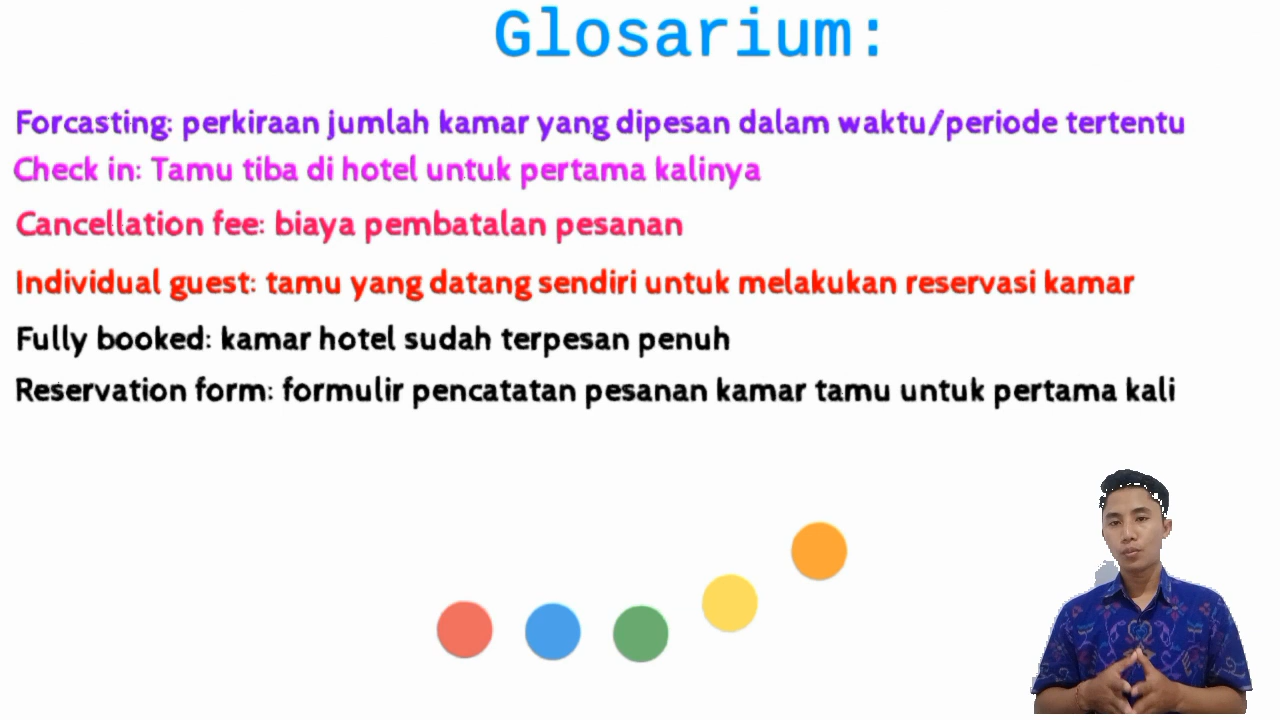 Glosarium:
Forcasting: perkiraan jumlah kamar yang dipesan dalam waktu/periode tertentu
Check in: Tamu tiba di hotel untuk pertama kalinya
Cancellation fee: biaya pembatalan pesanan
Individual guest: tamu yang datang sendiri untuk melakukan reservasi kamar
Fully booked: kamar hotel sudah terpesan penuh
Reservation form: formulir pencatatan pesanan kamar tamu untuk pertama kali